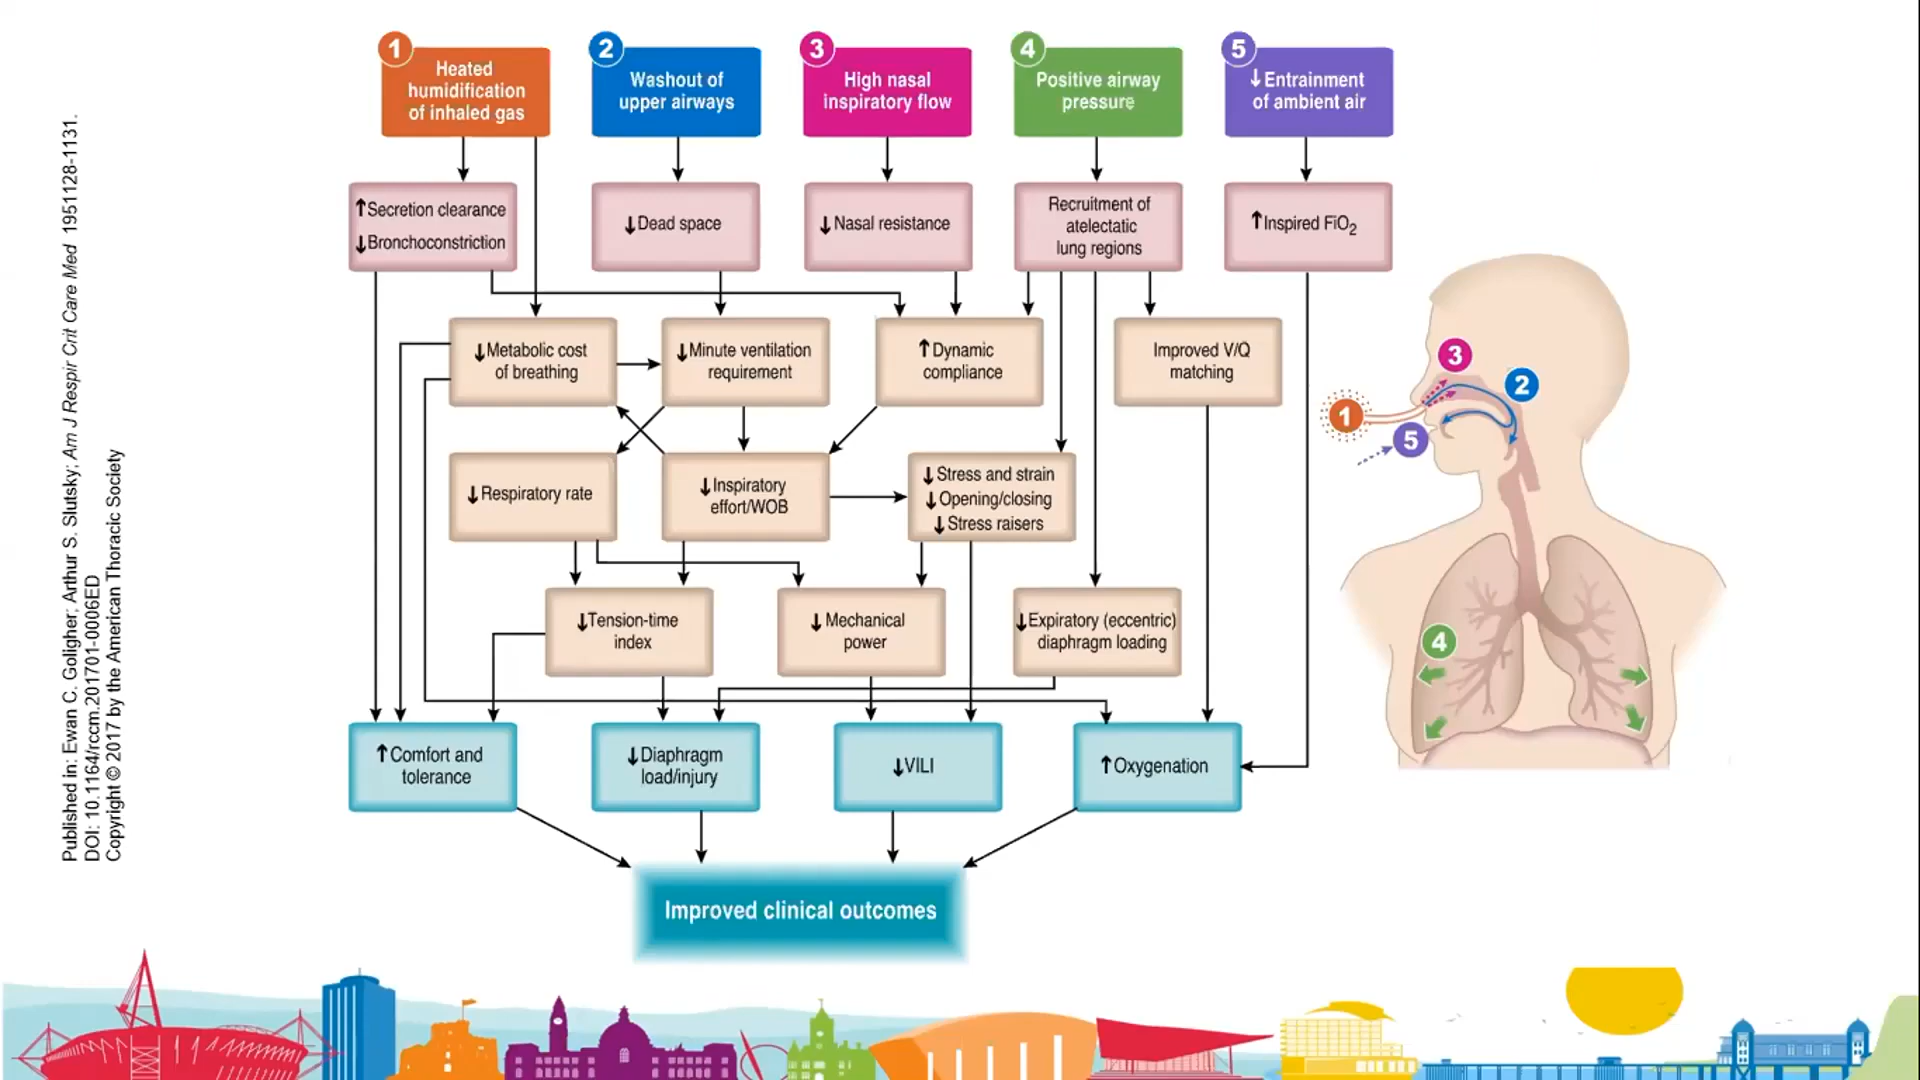 1
Heated
humidification
of inhaled gas
2
Washout of
upper airways
3
High nasal
inspiratory flow
4
Positive airway
pressure
5
↓Entrainment
of ambient air
↑Secretion clearance
↓Bronchoconstriction
↓Dead space
↓Nasal resistance
Recruitment of
atelectatic
lung regions
↑Inspired FiO₂
↓Metabolic cost
of breathing
↓Minute ventilation
requirement
↑Dynamic
compliance
Improved V/Q
matching
↓Respiratory rate
↓Inspiratory
effort/WOB
↓Stress and strain
↓Opening/closing
↓Stress raisers
↓Tension-time
index
↓Mechanical
power
↓Expiratory (eccentric)
diaphragm loading
↑Comfort and
tolerance
↓Diaphragm
load/injury
↓VILI
↑Oxygenation
Improved clinical outcomes
3
2
1
5
4
Published in: Ewan C. Goligher; Arthur S. Slutsky; Am J Respir Crit Care Med 1951128-1131.
DOI: 10.1164/rccm.201701-0006ED
Copyright © 2017 by the American Thoracic Society